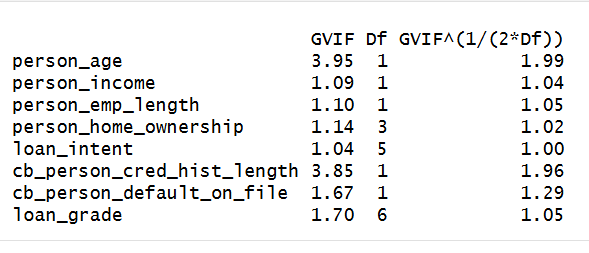 GVIF Df GVIF^(1/(2*Df))
person_age 3.95 1 1.99
person_income 1.09 1 1.04
person_emp_length 1.10 1 1.05
person_home_ownership 1.14 3 1.02
loan_intent 1.04 5 1.00
cb_person_cred_hist_length 3.85 1 1.96
cb_person_default_on_file 1.67 1 1.29
loan_grade 1.70 6 1.05